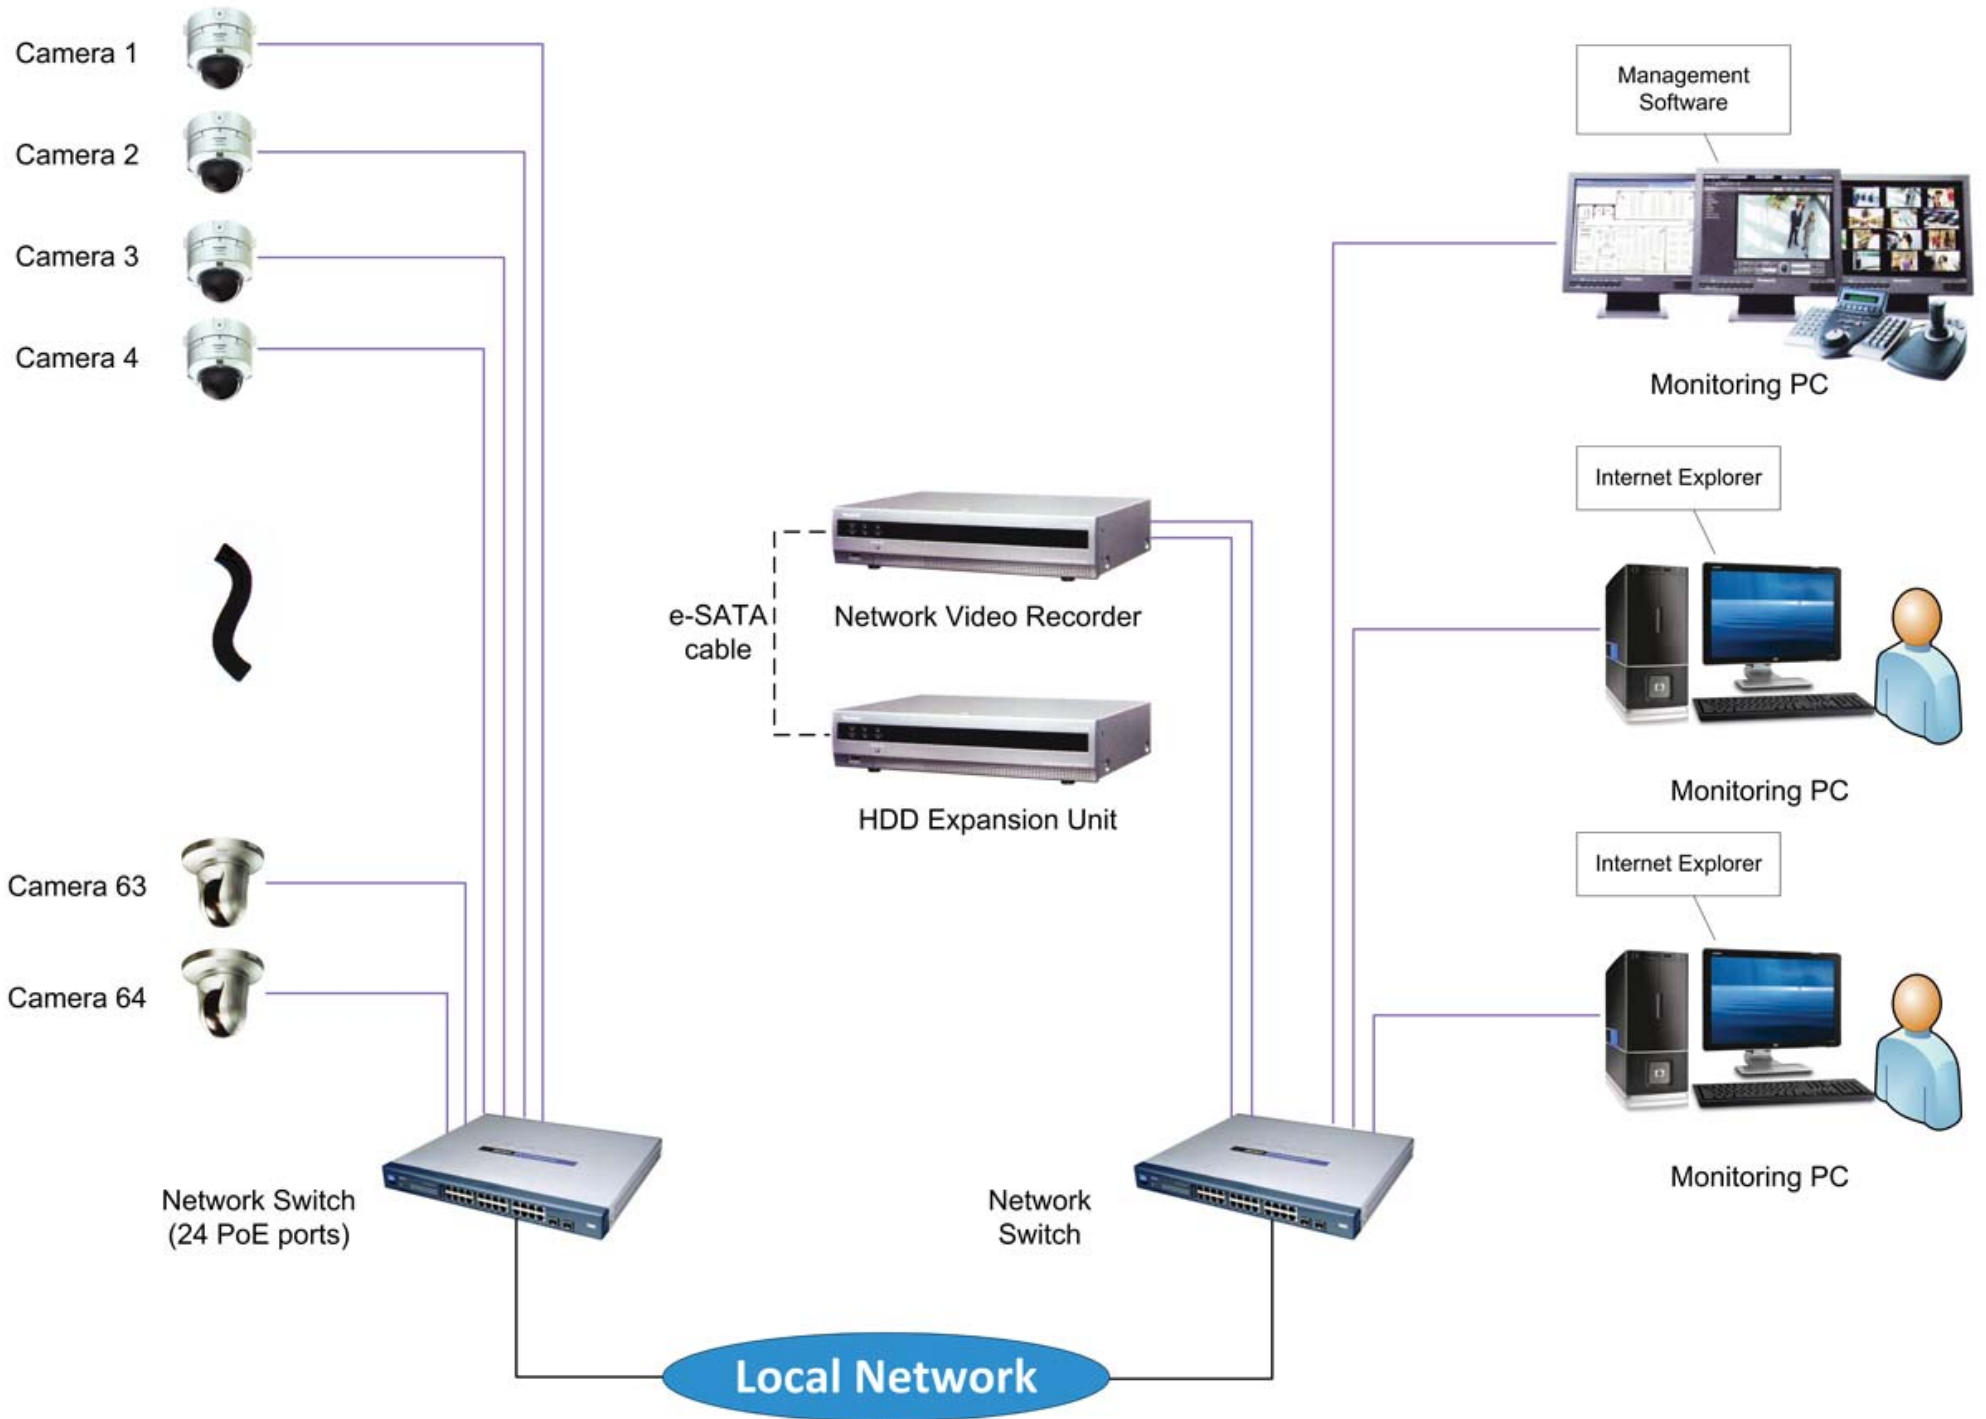 Camera 1
Camera 2
Camera 3
Camera 4
Camera 63
Camera 64
Network Switch
(24 PoE ports)
e-SATA
cable
Network Video Recorder
HDD Expansion Unit
Network
Switch
Local Network
Management
Software
Monitoring PC
Internet Explorer
Monitoring PC
Internet Explorer
Monitoring PC